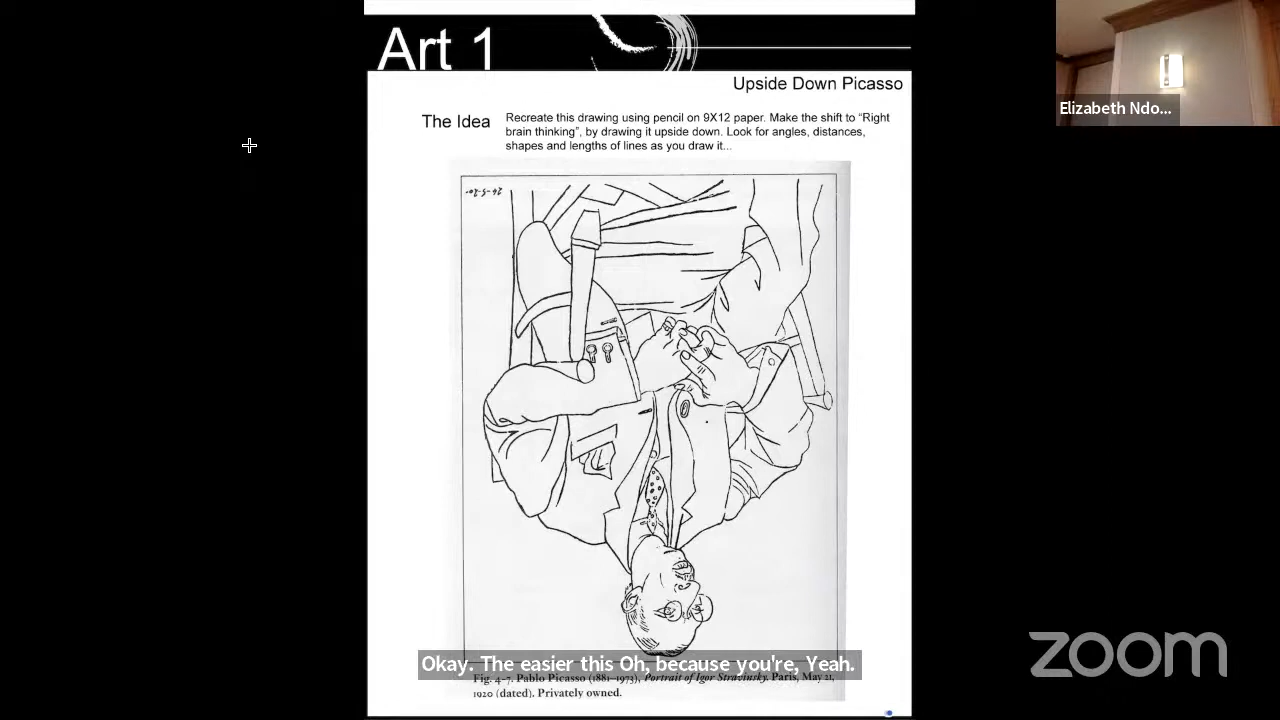 Art 1
Elizabeth Ndo...
Upside Down Picasso
The Idea
Recreate this drawing using pencil on 9X12 paper. Make the shift to “Right
brain thinking”, by drawing it upside down. Look for angles, distances,
shapes and lengths of lines as you draw it...
Okay. The easier this Oh, because you're, Yeah.
Fig. 4-7. Pablo Picasso (1881-1973), Portrait of Igor Stravinsky. Paris, May 21,
1920 (dated). Privately owned.
zoom